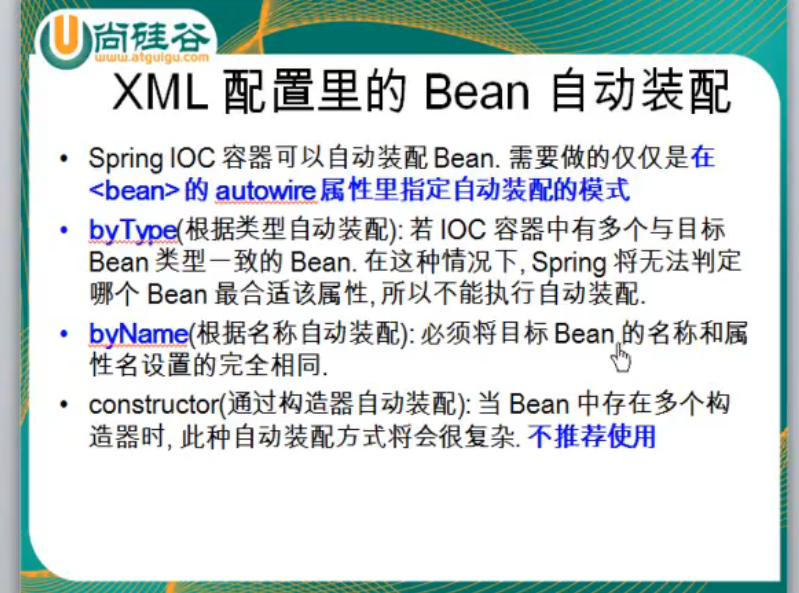 尚硅谷
www.atguigu.com
XML 配置里的 Bean 自动装配
• Spring IOC 容器可以自动装配 Bean. 需要做的仅仅是在
<bean> 的 autowire 属性里指定自动装配的模式
• byType(根据类型自动装配): 若 IOC 容器中有多个与目标
Bean 类型一致的 Bean. 在这种情况下, Spring 将无法判定
哪个 Bean 最合适该属性, 所以不能执行自动装配.
• byName(根据名称自动装配): 必须将目标 Bean 的名称和属
性名设置的完全相同.
• constructor(通过构造器自动装配): 当 Bean 中存在多个构
造器时, 此种自动装配方式将会很复杂. 不推荐使用